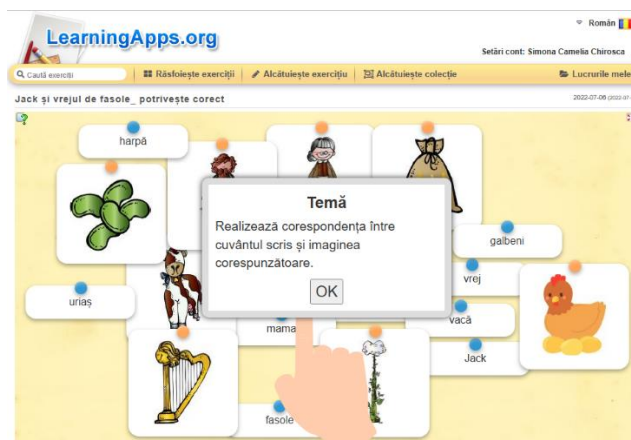 LearningApps.org
Român
Setări cont: Simona Camelia Chirosca
Caută exerciții
Răsfoiește exerciții
Alcătuiește exercițiu
Alcătuiește colecție
Lucrurile mele
Jack și vrejul de fasole_ potrivește corect
2022-07-06
harpă
Temă
Realizează corespondența între
cuvântul scris și imaginea
corespunzătoare.
OK
galbeni
vrej
uriaș
vacă
mama
Jack
fasole